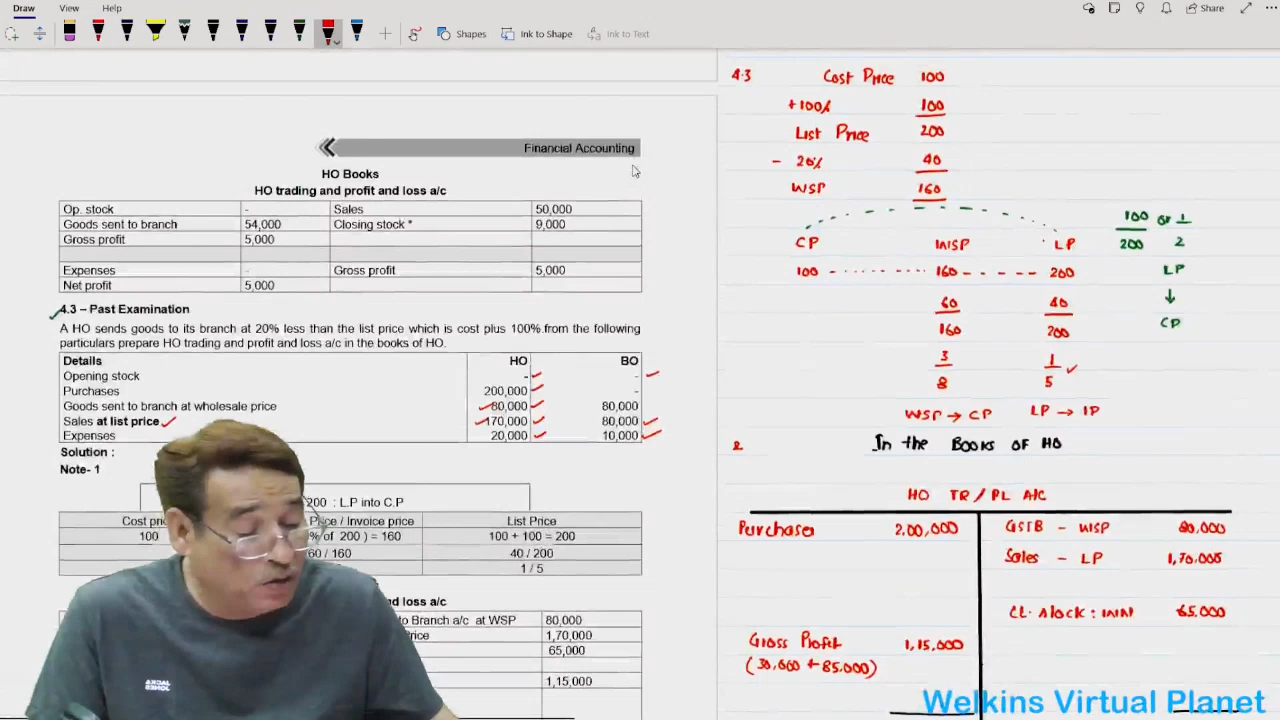 Draw View Help
Share
Shapes Ink to Shape Ink to Text
Financial Accounting
HO Books
HO trading and profit and loss a/c
Op. stock - Sales 50,000
Goods sent to branch 54,000 Closing stock * 9,000
Gross profit 5,000
Expenses - Gross profit 5,000
Net profit 5,000
4.3 – Past Examination
A HO sends goods to its branch at 20% less than the list price which is cost plus 100%.from the following
particulars prepare HO trading and profit and loss a/c in the books of HO.
Details HO BO
Opening stock - -
Purchases 200,000 -
Goods sent to branch at wholesale price 80,000 80,000
Sales at list price 170,000 80,000
Expenses 20,000 10,000
Solution :
Note- 1
200 : L.P into C.P
Cost Price / Invoice price List Price
100 % of 200 ) = 160 100 + 100 = 200
60 / 160 40 / 200
1 / 5
nd loss a/c
to Branch a/c at WSP 80,000
1,70,000
65,000
1,15,000
4.3 Cost Price 100
+100% 100
List Price 200
- 20% 40
WSP 160
100 or 1
200 2
CP WSP LP
100 160 200
LP
CP
60 40
160 200
3 1
8 5
WSP → CP LP → IP
2 In the BOOKS OF HO
HO TR/PL A/C
Purchases 2,00,000 GSTB - WSP 80,000
Sales - LP 1,70,000
CL. Stock : 65,000
Gross Profit 1,15,000
(30,000 + 85,000)
Welkins Virtual Planet